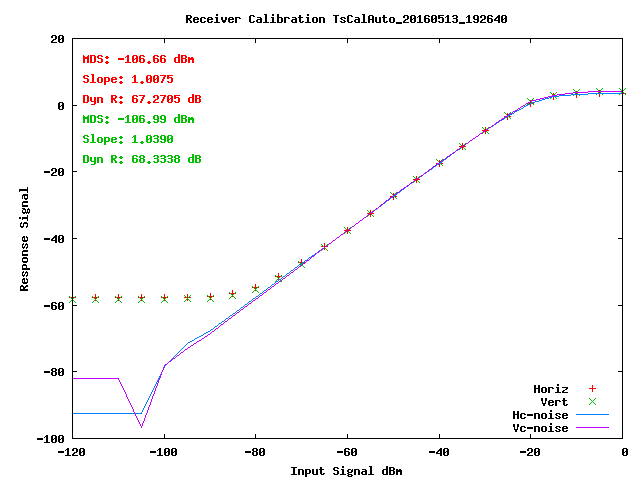 Receiver Calibration TsCalAuto_20160513_192640
20
MDS: -106.66 dBm
Slope: 1.0075
Dyn R: 67.2705 dB
MDS: -106.99 dBm
Slope: 1.0390
Dyn R: 68.3338 dB
0
-20
-40
-60
-80
-100
Response Signal
Horiz
Vert
Hc-noise
Vc-noise
-120
-100
-80
-60
-40
-20
0
Input Signal dBm